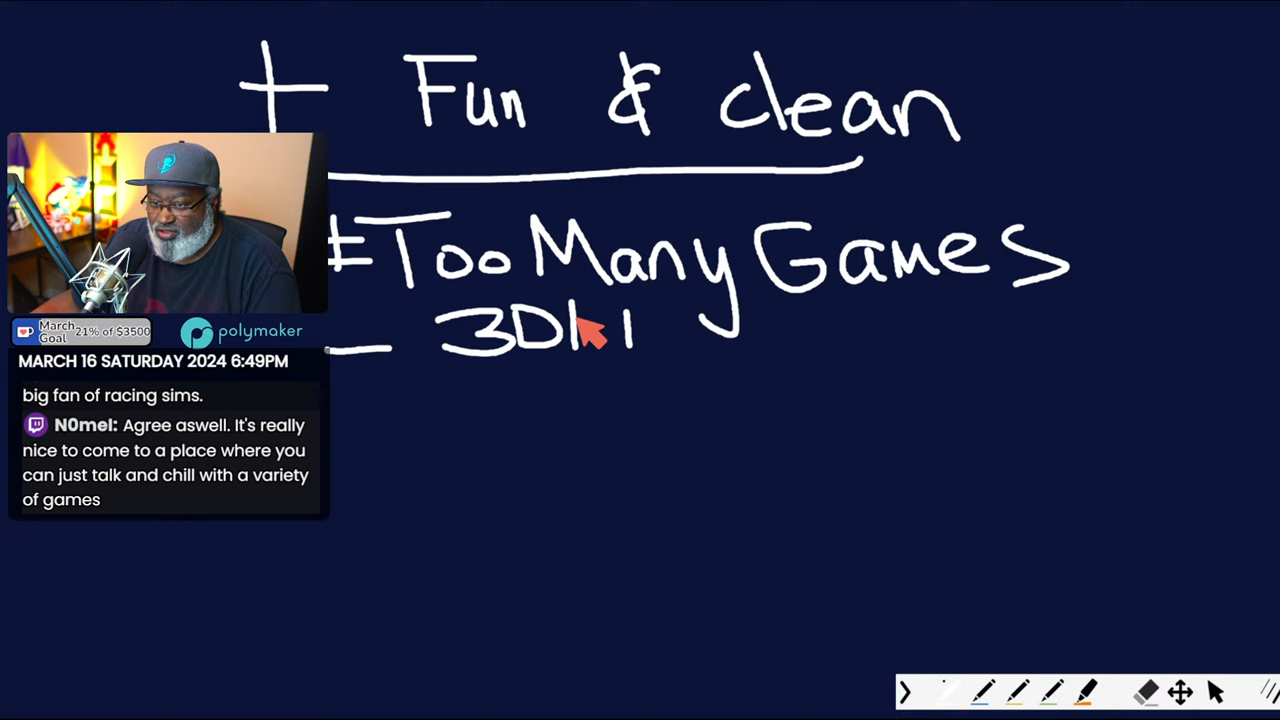 + Fun & clean
#TooManyGames
March Goal 21% of $3500
polymaker
MARCH 16 SATURDAY 2024 6:49PM
big fan of racing sims.
N0mel: Agree aswell. It's really
nice to come to a place where you
can just talk and chill with a variety
of games